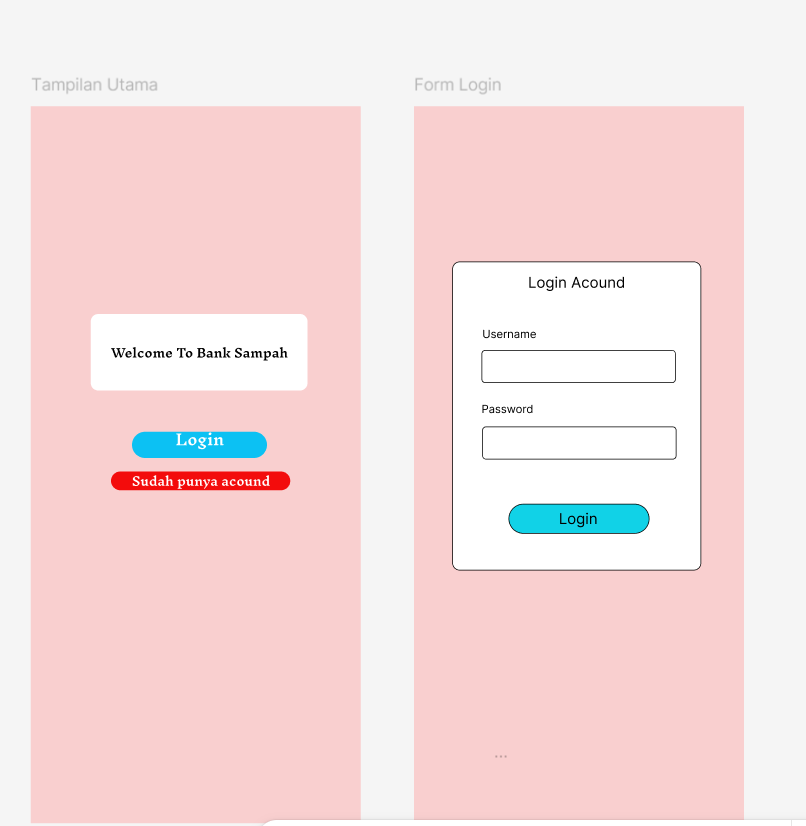 Tampilan Utama
Welcome To Bank Sampah
Login
Sudah punya acound
Form Login
Login Acound
Username
Password
Login
...